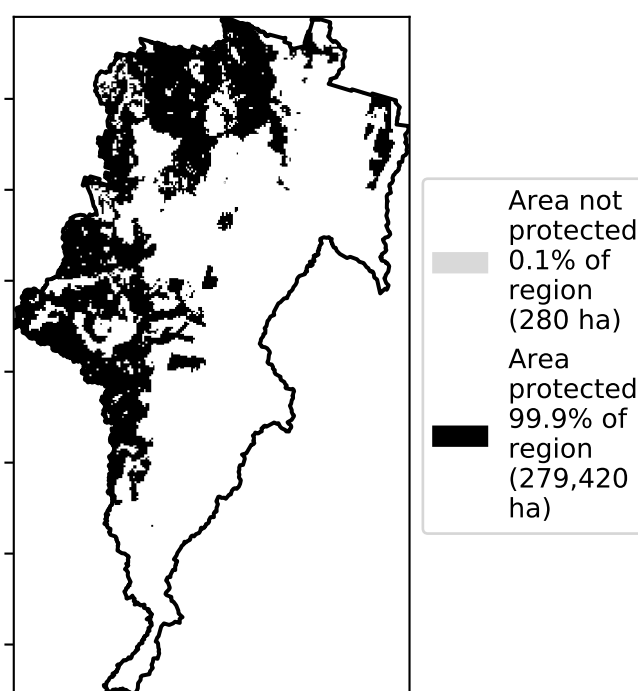 Area not
protected
0.1% of
region
(280 ha)
Area
protected
99.9% of
region
(279,420
ha)